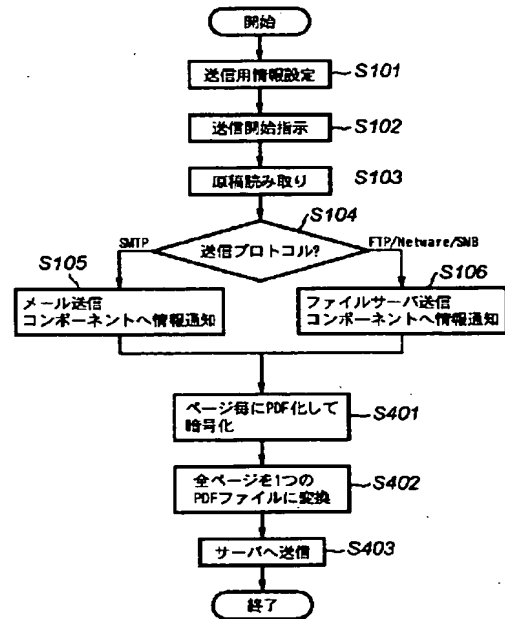 開始
送信用情報設定
S101
送信開始指示
S102
原稿読み取り
S103
S104
送信プロトコル?
SMTP
FTP/Netware/SMB
S105
メール送信
コンポーネントへ情報通知
S106
ファイルサーバ送信
コンポーネントへ情報通知
ページ毎にPDF化して
暗号化
S401
全ページを1つの
PDFファイルに変換
S402
サーバへ送信
S403
終了